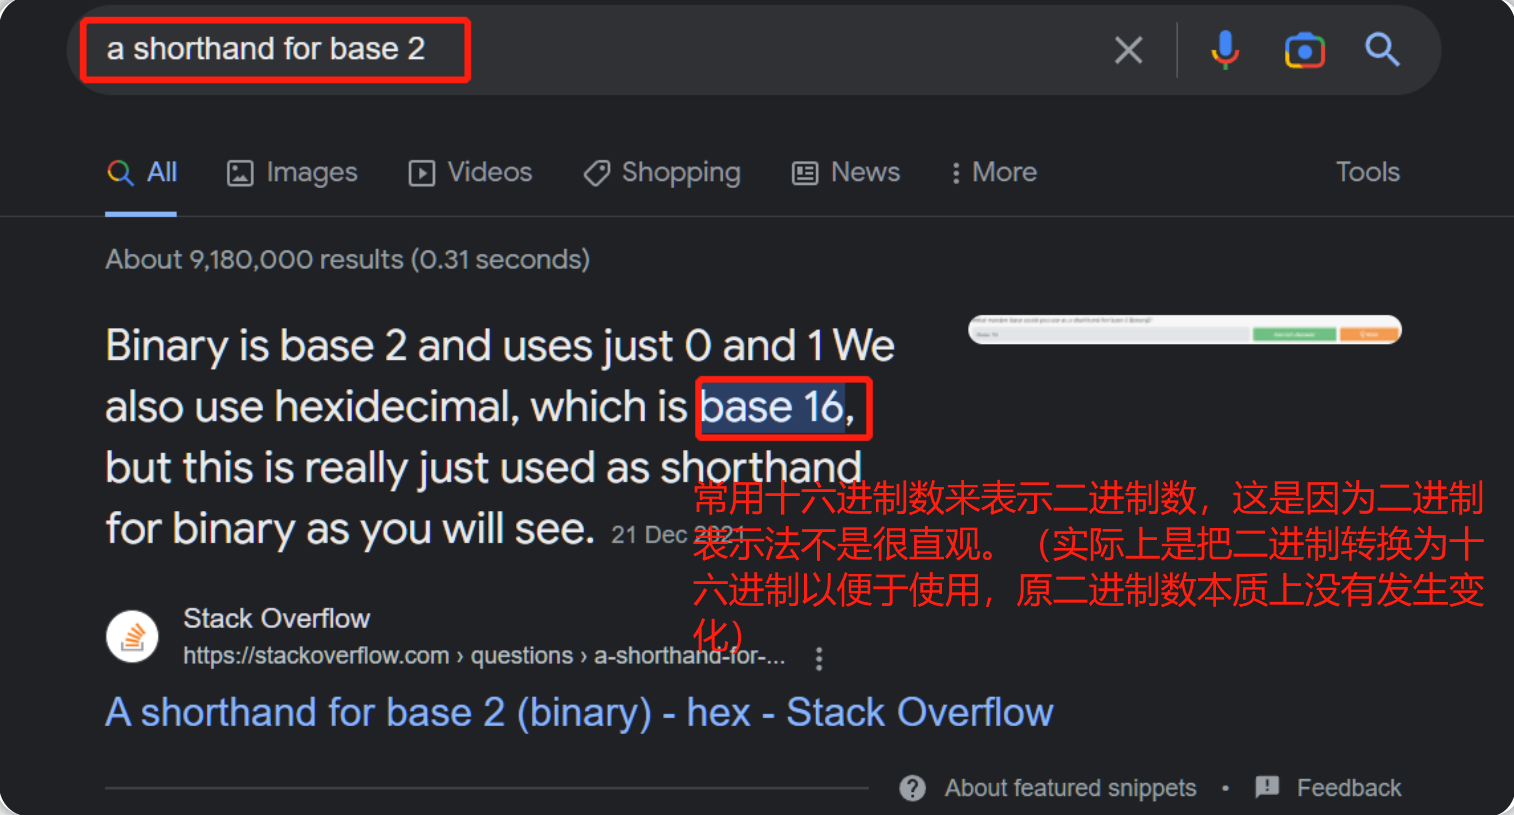 a shorthand for base 2
All Images Videos Shopping News More Tools
About 9,180,000 results (0.31 seconds)
Binary is base 2 and uses just 0 and 1 We
also use hexidecimal, which is base 16,
but this is really just used as shorthand
for binary as you will see. 21 Dec 2021
常用十六进制数来表示二进制数，这是因为二进制
表示法不是很直观。（实际上是把二进制转换为十
六进制以便于使用，原二进制数本质上没有发生变
化）
Stack Overflow
https://stackoverflow.com › questions › a-shorthand-for-...
A shorthand for base 2 (binary) - hex - Stack Overflow
About featured snippets • Feedback